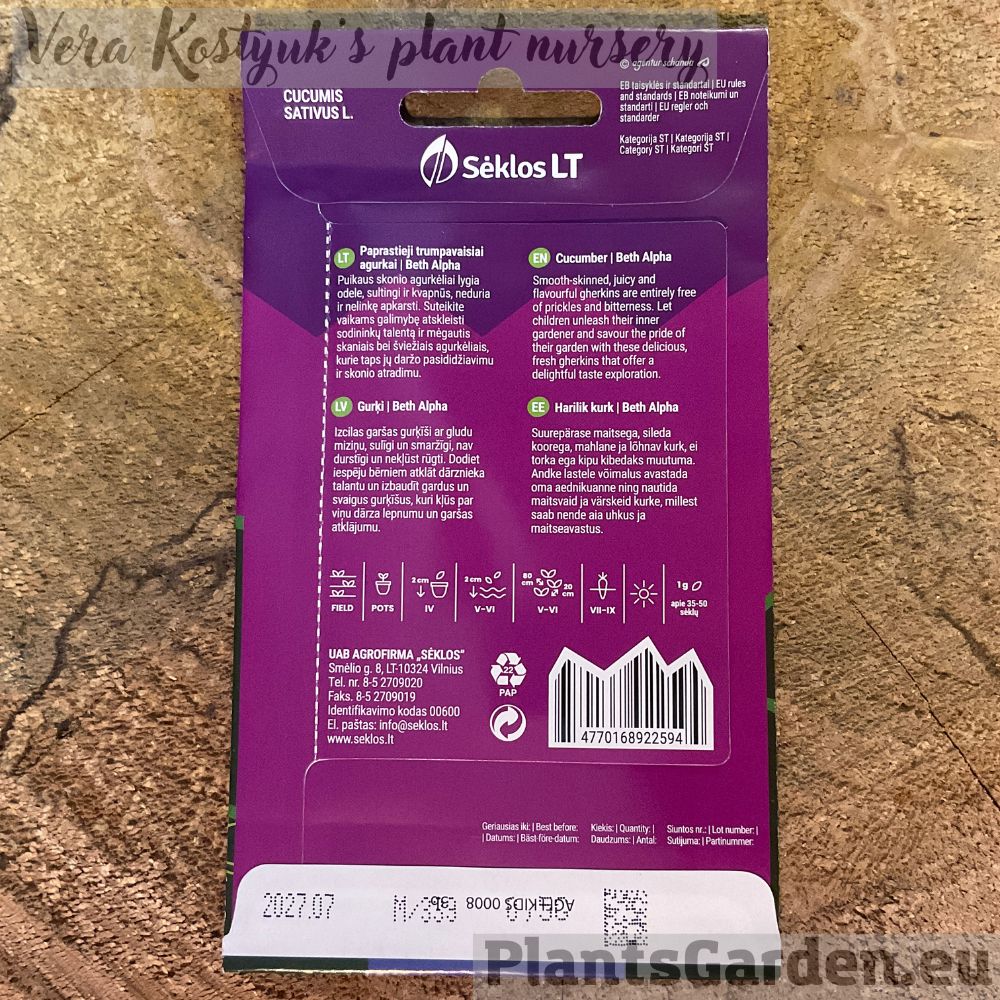 Vera Kostyuk's plant nursery
CUCUMIS
SATIVUS L.
© agentur schanda
EB taisyklės ir standartai | EU rules
and standards | EB noteikumi un
standarti | EU regler och
standarder
Kategorija ST | Kategorija ST |
Category ST | Kategori ST
Sėklos LT
LT Paprastieji trumpavaisiai
agurkai | Beth Alpha
Puikaus skonio agurkėliai lygia
odele, sultingi ir kvapnūs, neduria
ir nelinkę apkarsti. Suteikite
vaikams galimybę atskleisti
sodininkų talentą ir mėgautis
skaniais bei šviežiais agurkėliais,
kurie taps jų daržo pasididžiavimu
ir skonio atradimu.
EN Cucumber | Beth Alpha
Smooth-skinned, juicy and
flavourful gherkins are entirely free
of prickles and bitterness. Let
children unleash their inner
gardener and savour the pride of
their garden with these delicious,
fresh gherkins that offer a
delightful taste exploration.
LV Gurķi | Beth Alpha
Izcilas garšas gurķīši ar gludu
miziņu, sulīgi un smaržīgi, nav
durstīgi un nekļūst rūgti. Dodiet
iespēju bērniem atklāt dārznieka
talantu un izbaudīt gardus un
svaigus gurķīšus, kuri kļūs par
viņu dārza lepnumu un garšas
atklājumu.
EE Harilik kurk | Beth Alpha
Suurepärase maitsega, sileda
koorega, mahlane ja lõhnav kurk, ei
torka ega kipu kibedaks muutuma.
Andke lastele võimalus avastada
oma aednikuanne ning nautida
maitsvaid ja värskeid kurke, millest
saab nende aia uhkus ja
maitseavastus.
2 cm 2 cm 60 cm 20 cm 1 g
FIELD POTS IV V-VI V-VI VII-IX apie 35-50
sėklų
UAB AGROFIRMA „SĖKLOS"
Smėlio g. 8, LT-10324 Vilnius
Tel. nr. 8-5 2709020
Faks. 8-5 2709019
Identifikavimo kodas 00600
El. paštas: info@seklos.lt
www.seklos.lt
22
PAP
4770168922594
Geriausias iki: | Best before: Kiekis: | Quantity: | Siuntos nr.: | Lot number: |
| Datums: | Bäst-före-datum: Daudzums: | Antal: Sutijuma: | Partinummer:
2027.07 M/339
AGH KIDS 0008
PlantsGarden.eu